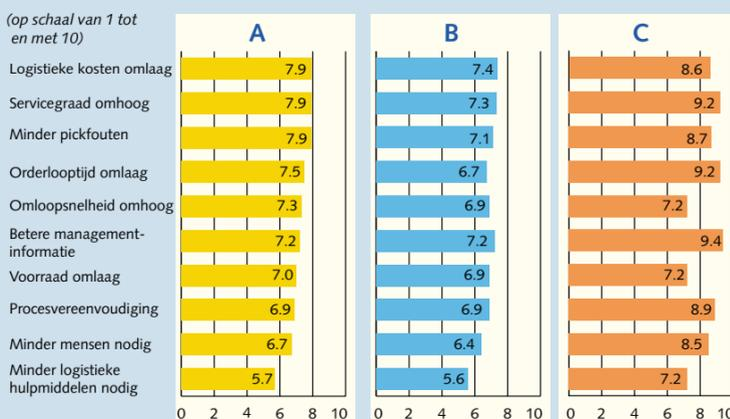 (op schaal van 1 tot
en met 10)
A
B
C
Logistieke kosten omlaag 7.9 7.4 8.6
Servicegraad omhoog 7.9 7.3 9.2
Minder pickfouten 7.9 7.1 8.7
Orderlooptijd omlaag 7.5 6.7 9.2
Omloopsnelheid omhoog 7.3 6.9 7.2
Betere management-
informatie 7.2 7.2 9.4
Voorraad omlaag 7.0 6.9 7.2
Procesvereenvoudiging 6.9 6.9 8.9
Minder mensen nodig 6.7 6.4 8.5
Minder logistieke
hulpmiddelen nodig 5.7 5.6 7.2
0 2 4 6 8 10 0 2 4 6 8 10 0 2 4 6 8 10